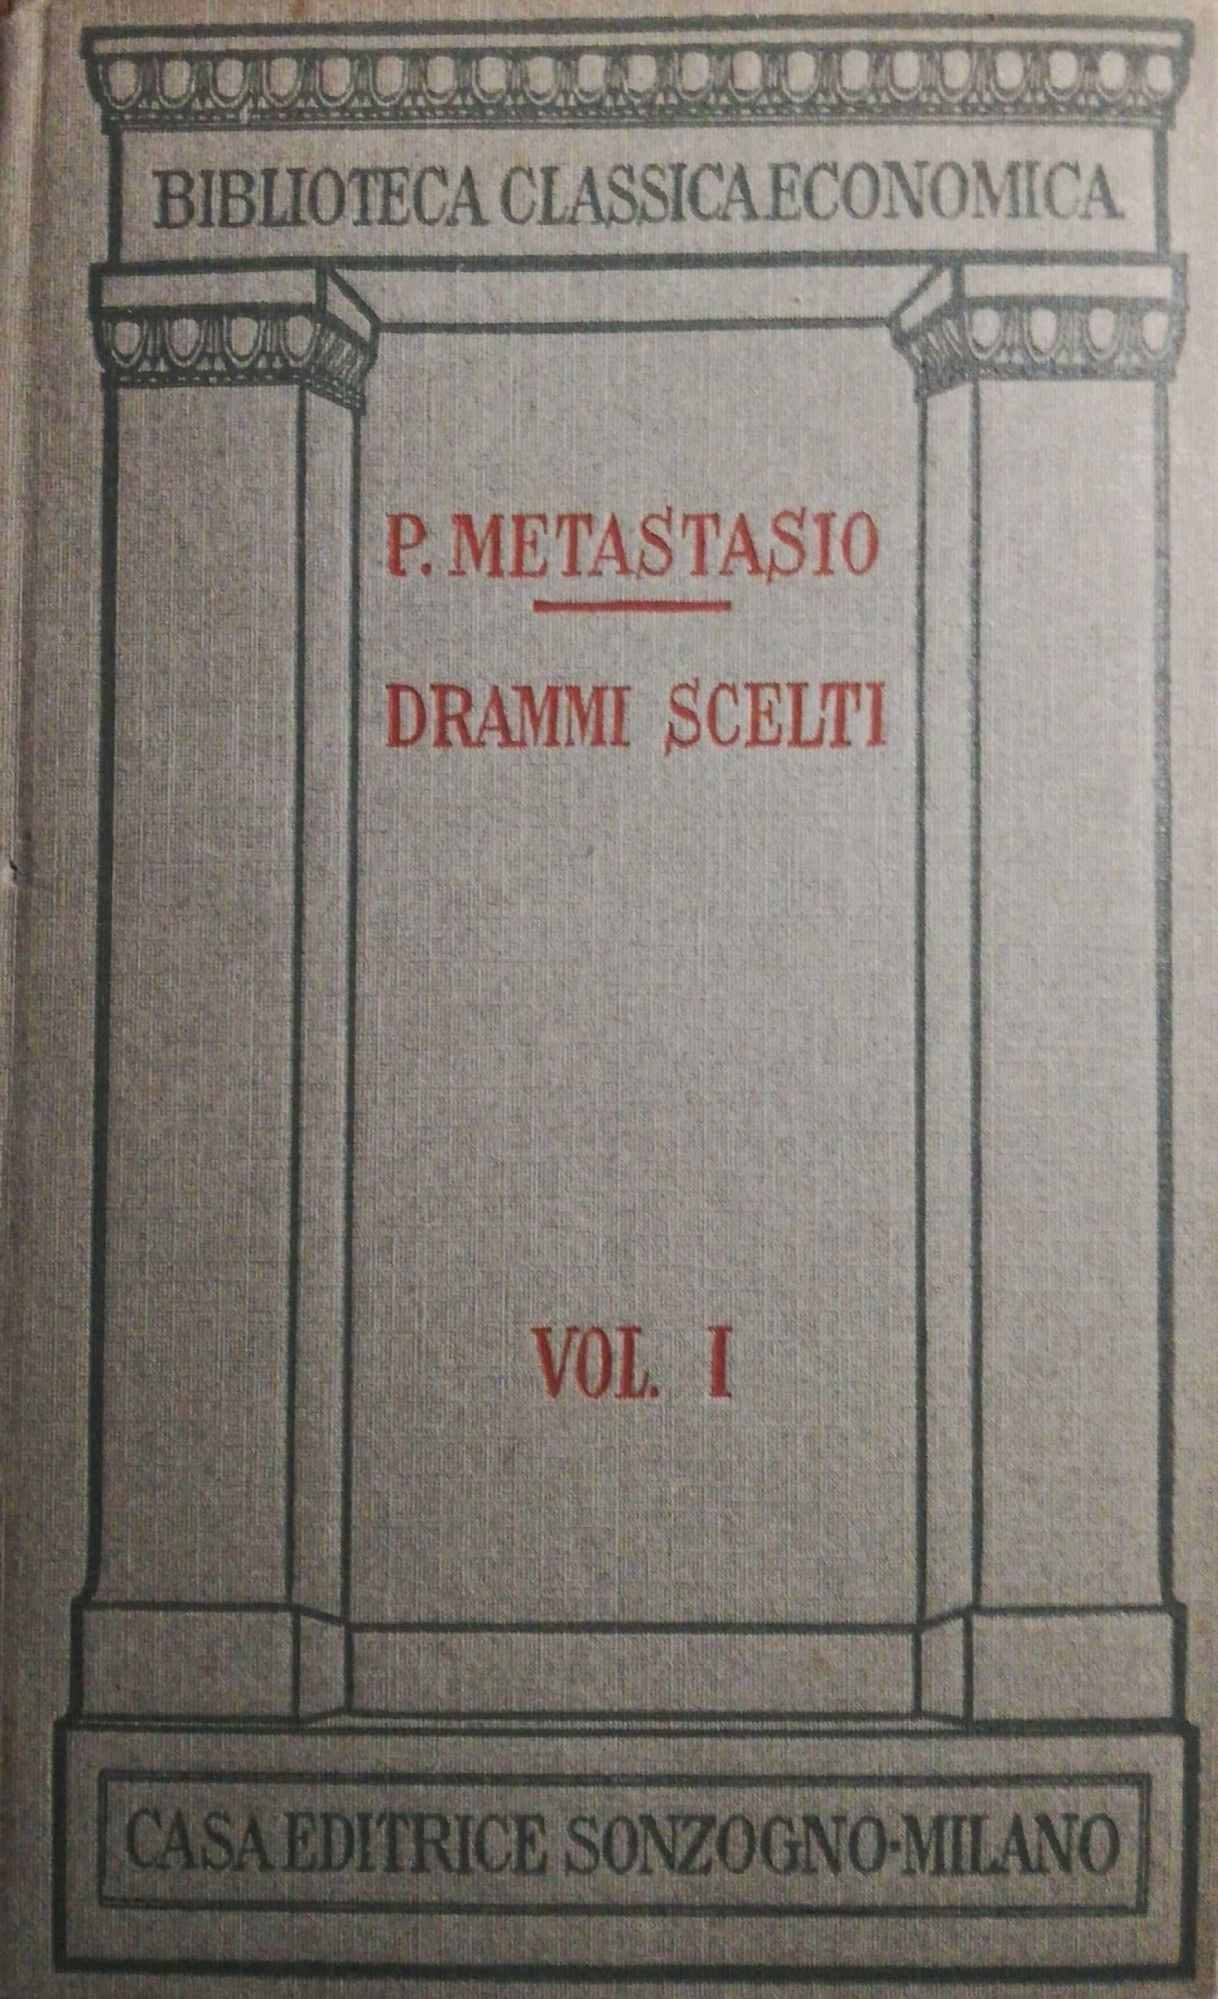 BIBLIOTECA CLASSICA ECONOMICA
P. METASTASIO
DRAMMI SCELTI
VOL. I
CASA EDITRICE SONZOGNO-MILANO